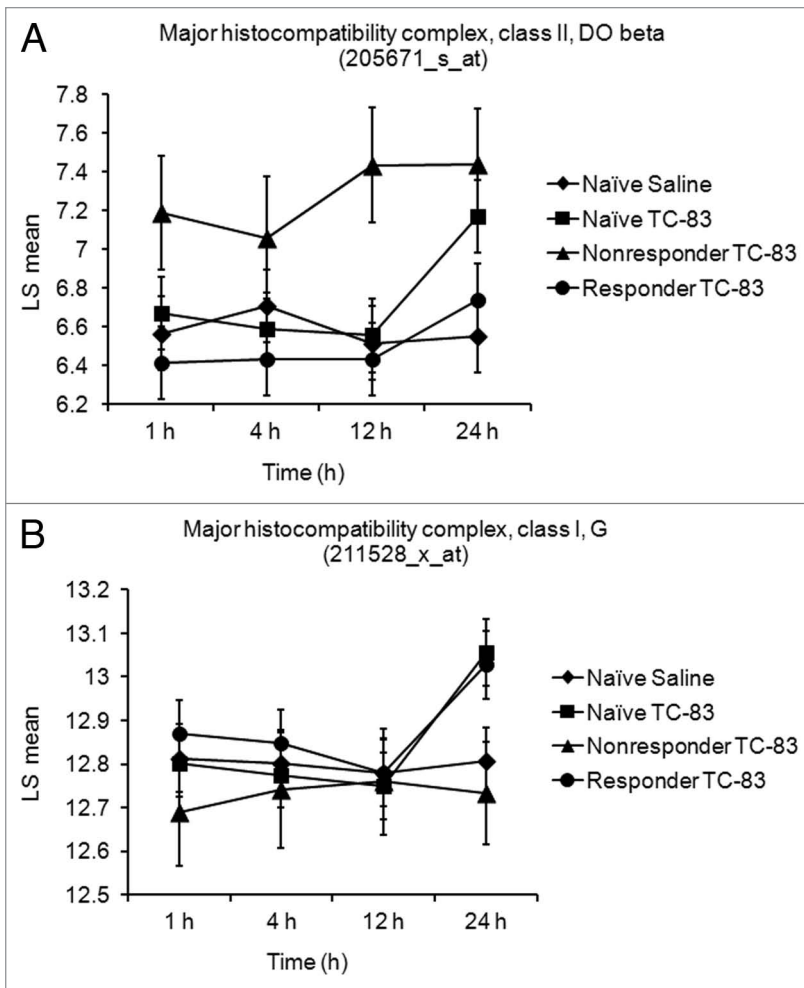 A
Major histocompatibility complex, class II, DO beta
(205671_s_at)
7.8
7.6
7.4
7.2
7
6.8
6.6
6.4
6.2
LS mean
1 h 4 h 12 h 24 h
Time (h)
Naïve Saline
Naïve TC-83
Nonresponder TC-83
Responder TC-83
B
Major histocompatibility complex, class I, G
(211528_x_at)
13.2
13.1
13
12.9
12.8
12.7
12.6
12.5
LS mean
1 h 4 h 12 h 24 h
Time (h)
Naïve Saline
Naïve TC-83
Nonresponder TC-83
Responder TC-83